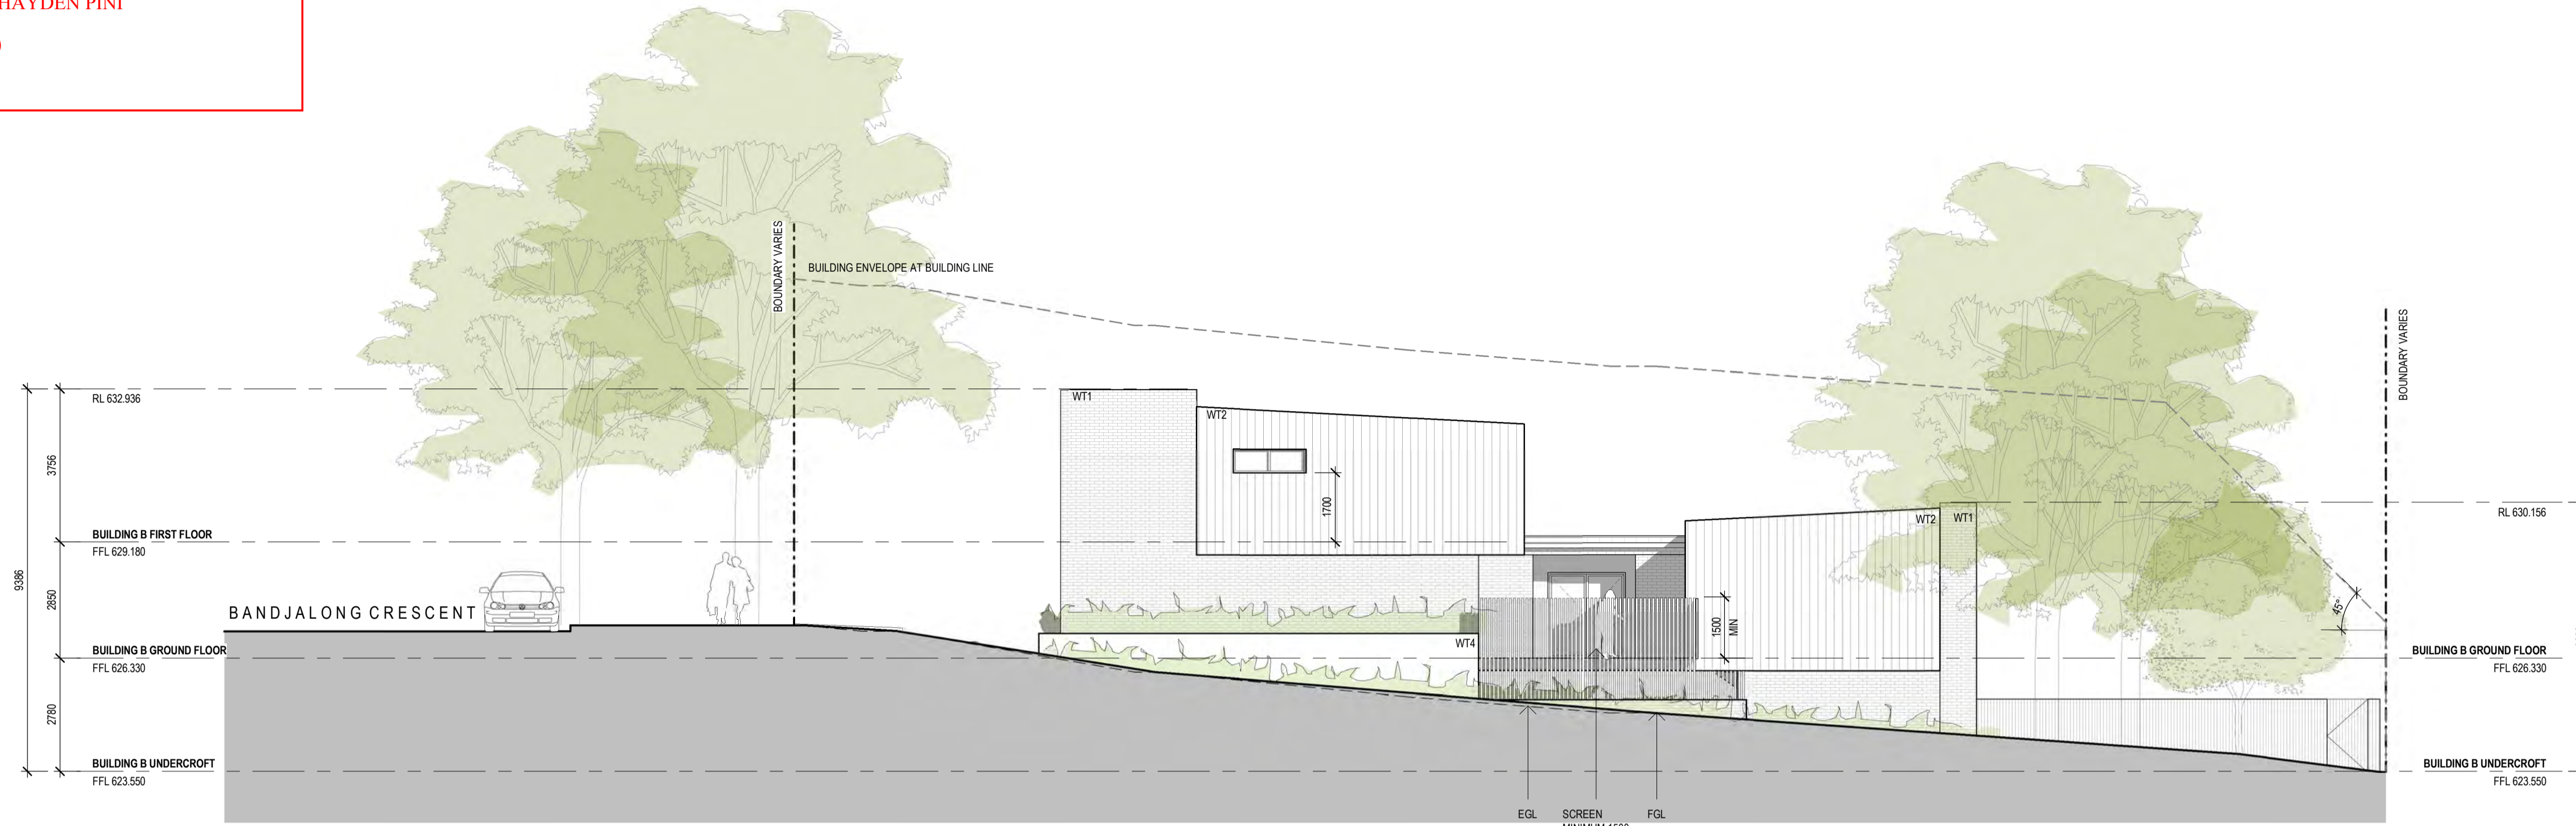 HAYDEN PINI
BOUNDARY VARIES
BUILDING ENVELOPE AT BUILDING LINE
BOUNDARY VARIES
RL 632.936
WT1
WT2
3756
1700
RL 630.156
WT2
WT1
BUILDING B FIRST FLOOR
FFL 629.180
9386
2850
BANDJALONG CRESCENT
1500
MIN
45°
WT4
BUILDING B GROUND FLOOR
FFL 626.330
BUILDING B GROUND FLOOR
FFL 626.330
2780
BUILDING B UNDERCROFT
FFL 623.550
BUILDING B UNDERCROFT
FFL 623.550
EGL
SCREEN
MINIMUM 1500
FGL